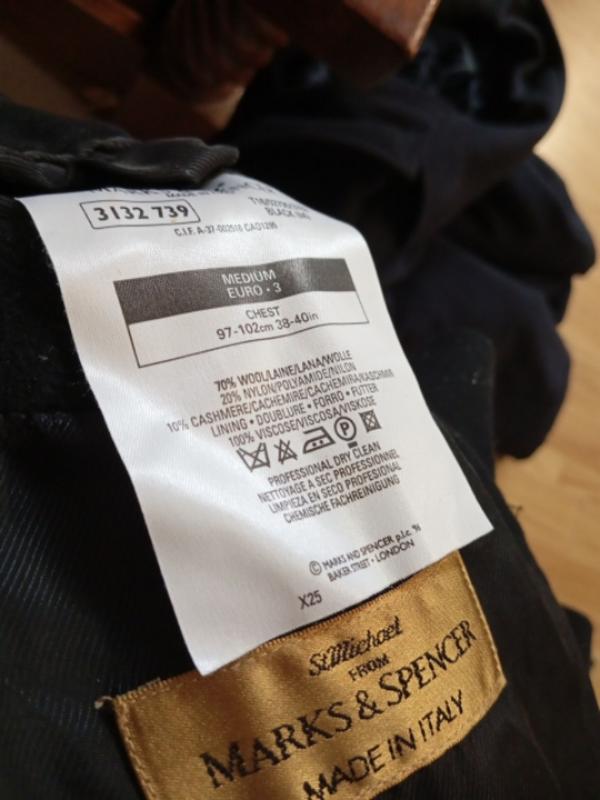 3132 739
C.I.F. A-37-002516 CAO1299
MEDIUM
EURO • 3
CHEST
97-102cm 38-40in
70% WOOL/LAINE/LANA/WOLLE
20% NYLON/POLYAMIDE/NILON
10% CASHMERE/CACHEMIRE/CACHEMIRA/KASCHMIR
LINING • DOUBLURE • FORRO • FUTTER
100% VISCOSE/VISCOSA/VISKOSE
P
PROFESSIONAL DRY CLEAN
NETTOYAGE A SEC PROFESSIONNEL
LIMPIEZA EN SECO PROFESIONAL
CHEMISCHE FACHREINIGUNG
© MARKS AND SPENCER p.l.c. 96
BAKER STREET • LONDON
X25
St Michael
FROM
MARKS & SPENCER
MADE IN ITALY